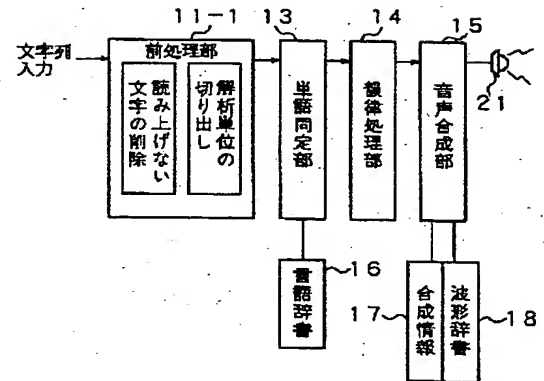 11-1
13
14
15
文字列
入力
前処理部
読み上げない
文字の削除
解析単位の
切り出し
単語同定部
韻律処理部
音声合成部
21
言語辞書
16
17
合成情報
波形辞書
18